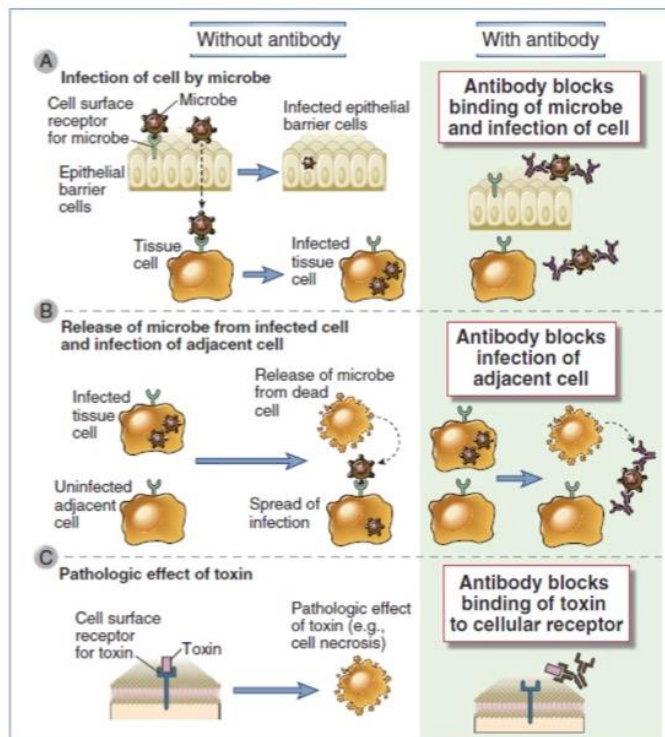 Without antibody
With antibody
A
Infection of cell by microbe
Cell surface
receptor
for microbe
Microbe
Epithelial
barrier
cells
Infected epithelial
barrier cells
Tissue
cell
Infected
tissue
cell
Antibody blocks
binding of microbe
and infection of cell
B
Release of microbe from infected cell
and infection of adjacent cell
Infected
tissue
cell
Release of microbe
from dead
cell
Uninfected
adjacent
cell
Spread of
infection
Antibody blocks
infection of
adjacent cell
C
Pathologic effect of toxin
Cell surface
receptor
for toxin
Toxin
Pathologic effect
of toxin (e.g.,
cell necrosis)
Antibody blocks
binding of toxin
to cellular receptor